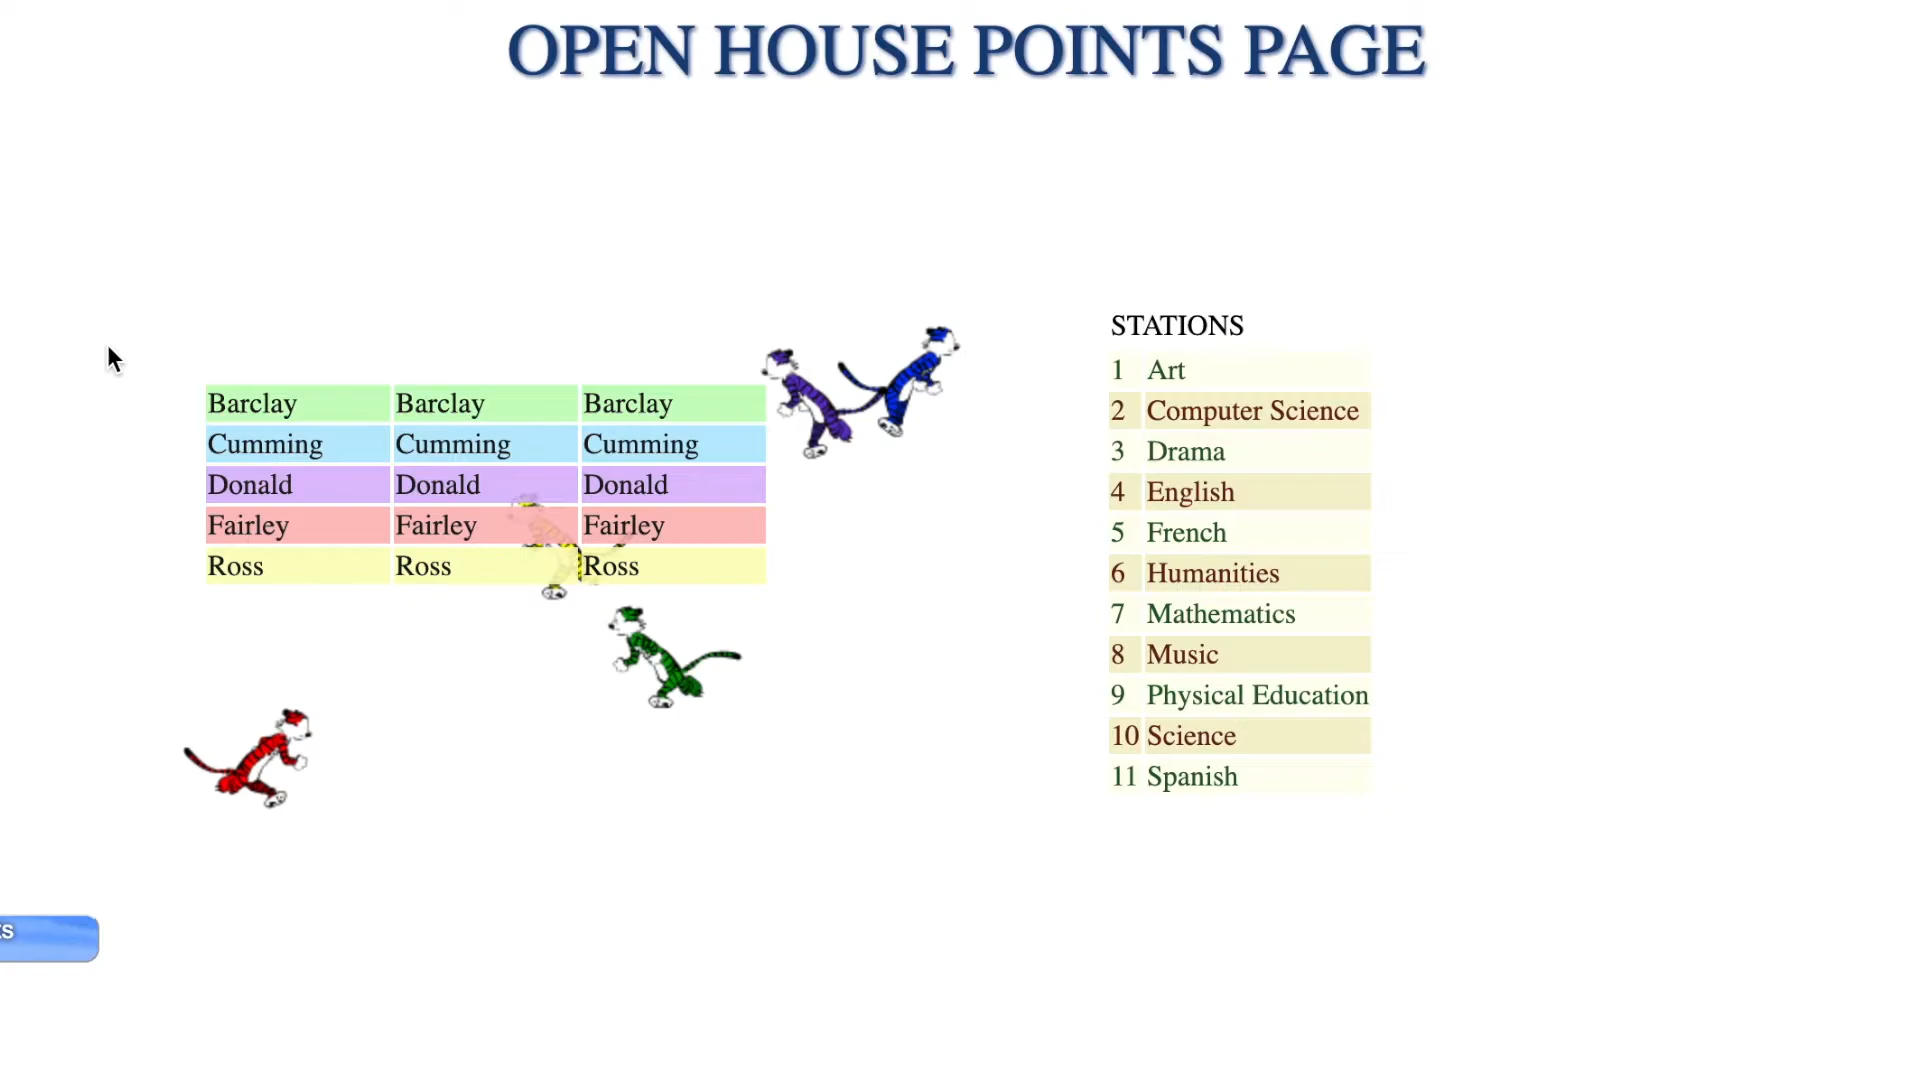 OPEN HOUSE POINTS PAGE
Barclay Barclay Barclay
Cumming Cumming Cumming
Donald Donald Donald
Fairley Fairley Fairley
Ross Ross Ross
STATIONS
1 Art
2 Computer Science
3 Drama
4 English
5 French
6 Humanities
7 Mathematics
8 Music
9 Physical Education
10 Science
11 Spanish